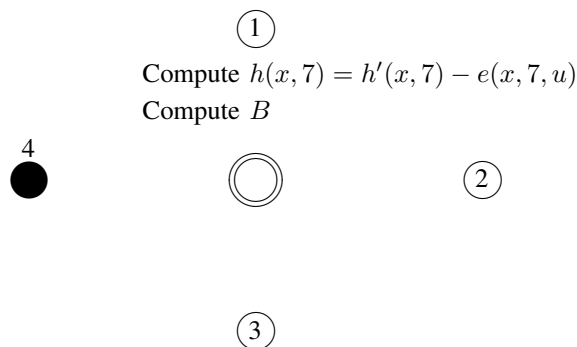 1
Compute $h(x, 7) = h'(x, 7) - e(x, 7, u)$
Compute $B$
4
2
3